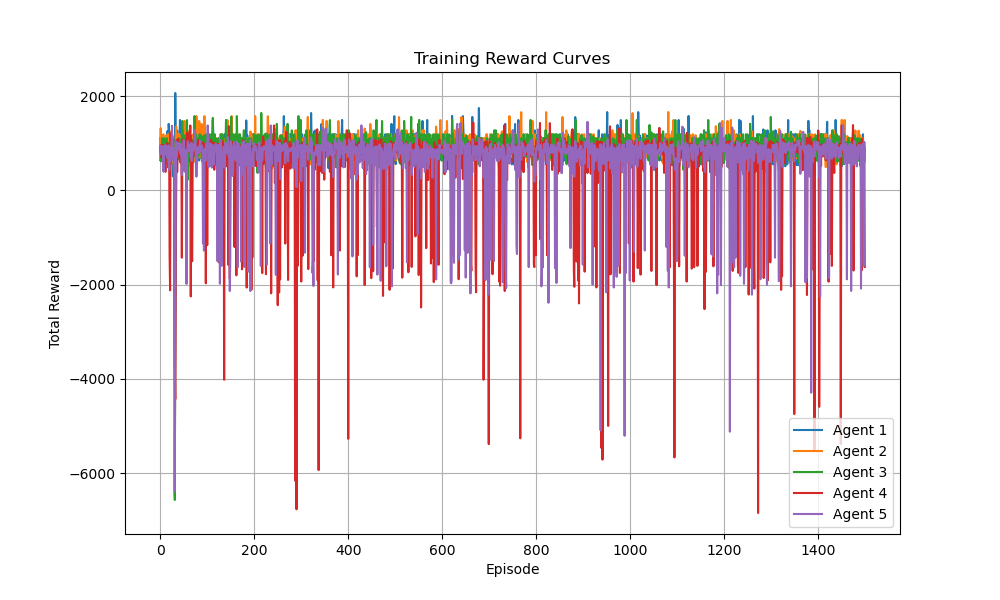 Training Reward Curves
Total Reward
2000
0
−2000
−4000
−6000
0 200 400 600 800 1000 1200 1400
Episode
Agent 1
Agent 2
Agent 3
Agent 4
Agent 5